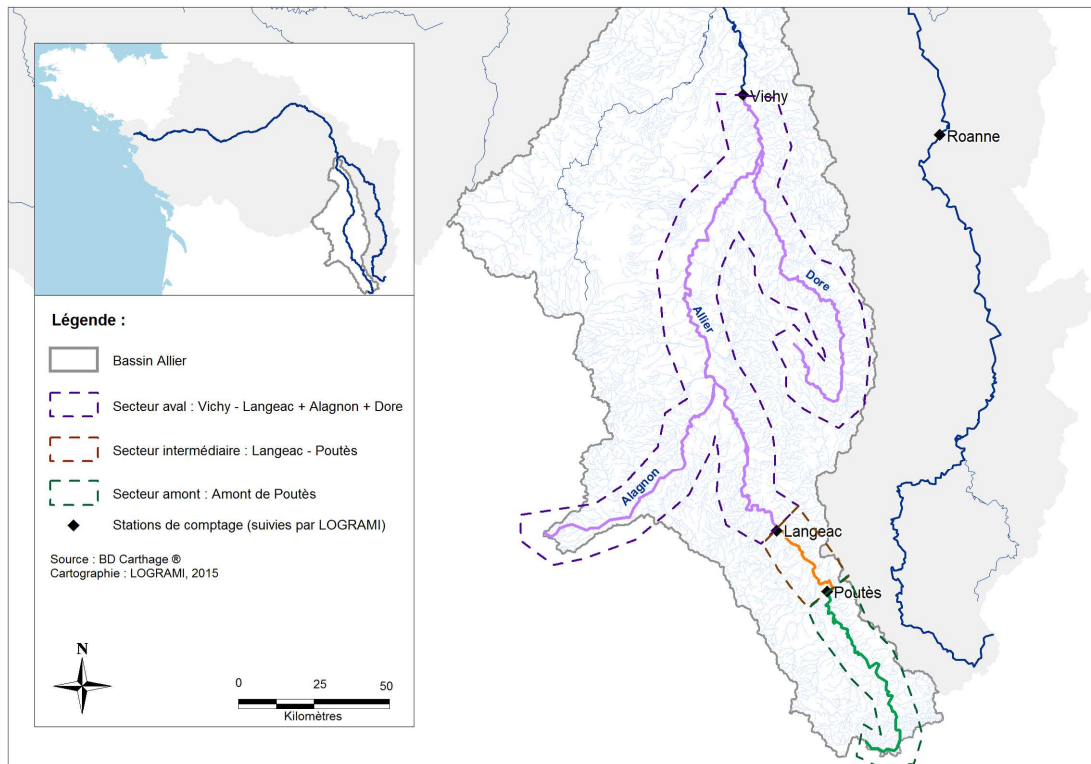 Légende :
Bassin Allier
Secteur aval : Vichy - Langeac + Alagnon + Dore
Secteur intermédiaire : Langeac - Poutès
Secteur amont : Amont de Poutès
Stations de comptage (suivies par LOGRAMI)
Source : BD Carthage ®
Cartographie : LOGRAMI, 2015
N
0 25 50
Kilomètres
Vichy
Roanne
Dore
Allier
Alagnon
Langeac
Poutès